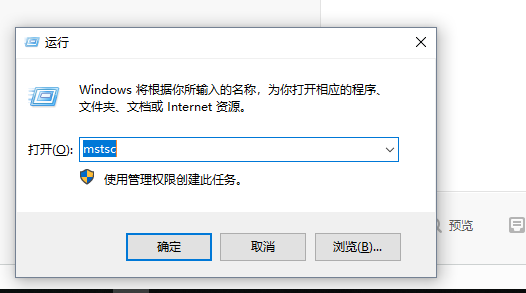 运行
Windows 将根据你所输入的名称，为你打开相应的程序、
文件夹、文档或 Internet 资源。
打开(O): mstsc
使用管理权限创建此任务。
确定 取消 浏览(B)...
预览